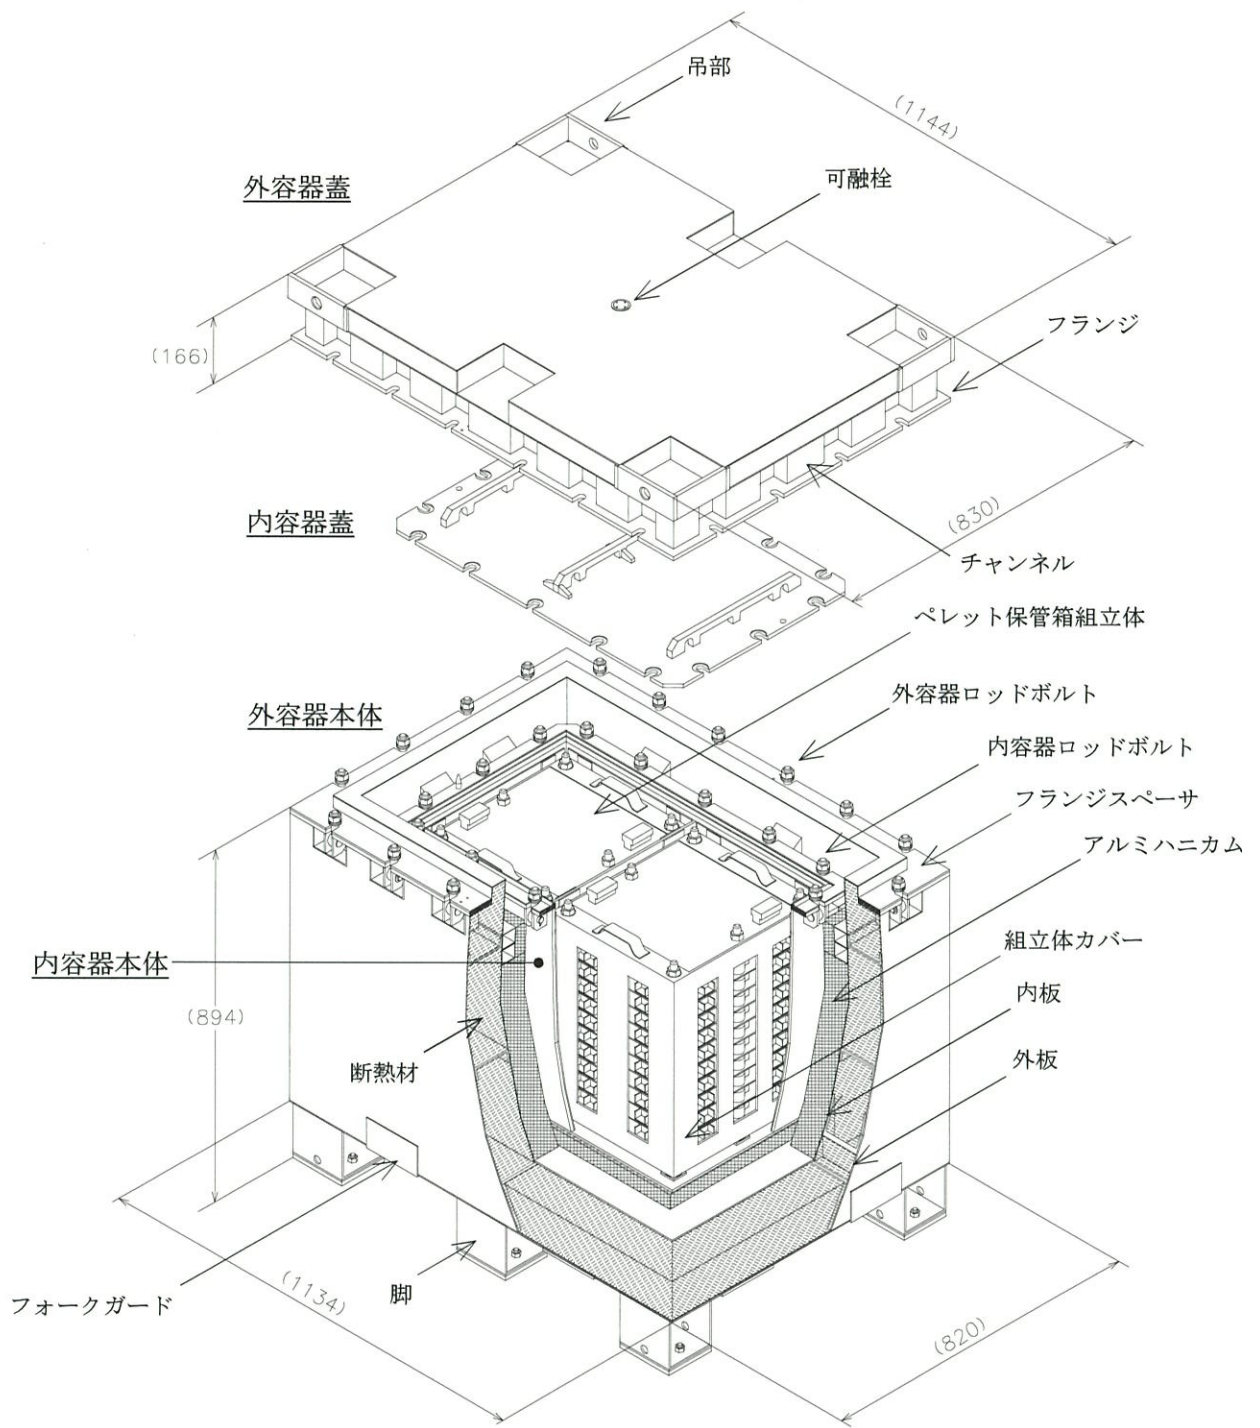 吊部
(1144)
外容器蓋
可融栓
フランジ
(166)
内容器蓋
(830)
チャンネル
ペレット保管箱組立体
外容器ロッドボルト
外容器本体
内容器ロッドボルト
フランジスペーサ
アルミハニカム
組立体カバー
内容器本体
内板
(894)
外板
断熱材
脚
(1134)
フォークガード
(820)